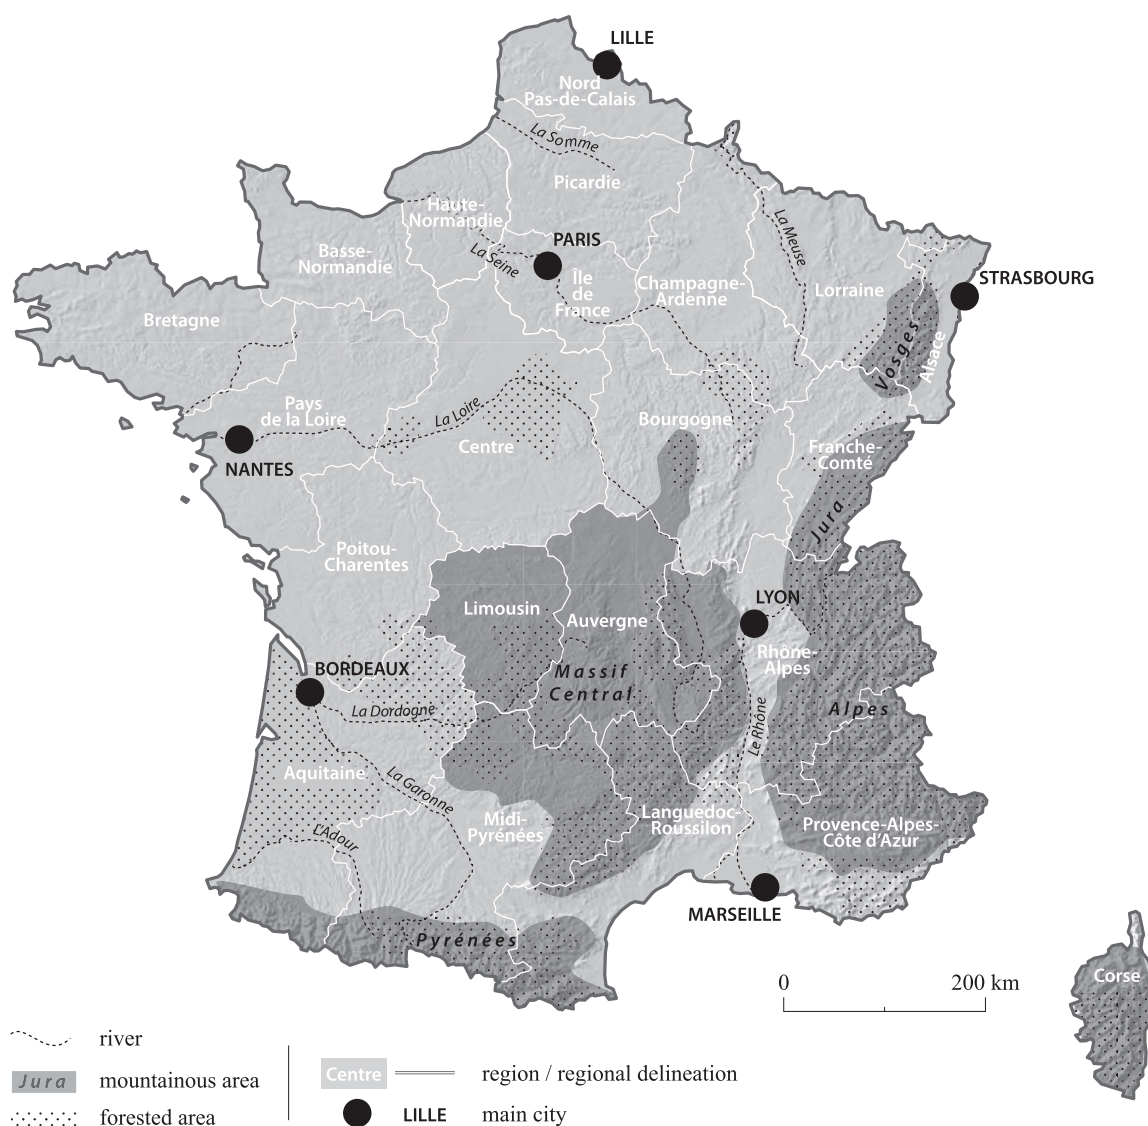 LILLE
Nord
Pas-de-Calais
La Somme
Picardie
Haute-
Normandie
La Seine
PARIS
Île
de
France
Basse-
Normandie
Champagne-
Ardenne
La Meuse
Lorraine
STRASBOURG
Vosges
Alsace
Bretagne
Pays
de la Loire
La Loire
NANTES
Centre
Bourgogne
Franche-
Comté
Jura
Poitou-
Charentes
Limousin
Auvergne
LYON
Rhône-
Alpes
Massif
Central
BORDEAUX
La Dordogne
Alpes
Le Rhône
Aquitaine
La Garonne
L'Adour
Midi-
Pyrénées
Languedoc-
Roussillon
Provence-Alpes-
Côte d'Azur
MARSEILLE
Pyrénées
Corse
0 200 km
river
Jura mountainous area
forested area
Centre region / regional delineation
LILLE main city